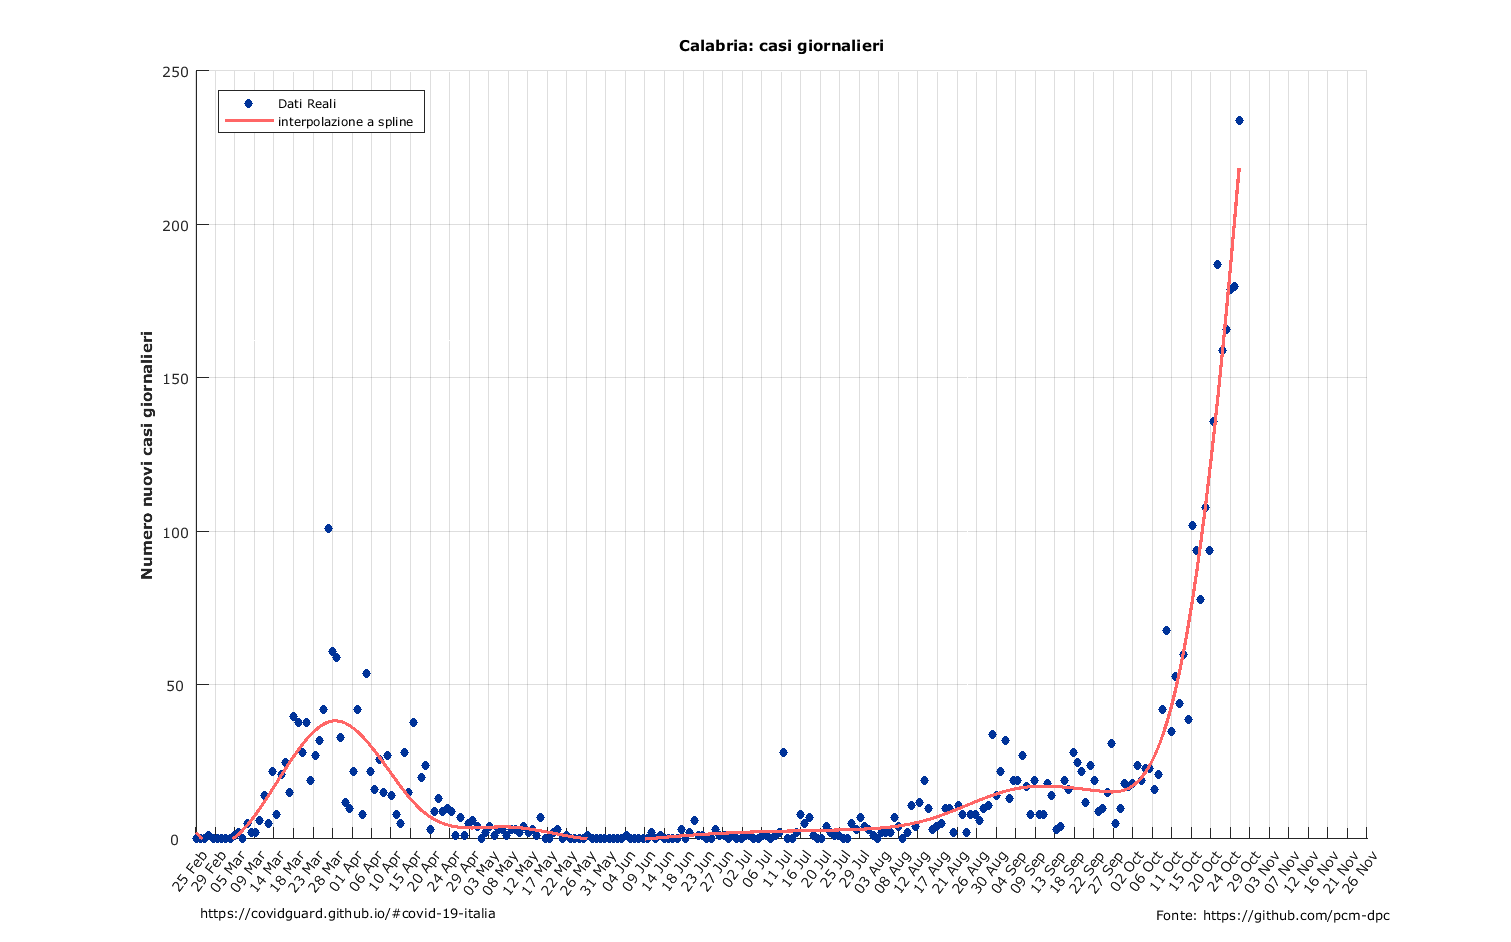 Calabria: casi giornalieri
250
200
150
100
50
0
Numero nuovi casi giornalieri
Dati Reali
interpolazione a spline
25 Feb
29 Feb
05 Mar
09 Mar
14 Mar
18 Mar
23 Mar
28 Mar
01 Apr
06 Apr
10 Apr
15 Apr
20 Apr
24 Apr
29 Apr
03 May
08 May
12 May
17 May
22 May
26 May
31 May
04 Jun
09 Jun
14 Jun
18 Jun
23 Jun
27 Jun
02 Jul
06 Jul
11 Jul
16 Jul
20 Jul
25 Jul
29 Jul
03 Aug
08 Aug
12 Aug
17 Aug
21 Aug
26 Aug
30 Aug
04 Sep
09 Sep
13 Sep
18 Sep
22 Sep
27 Sep
02 Oct
06 Oct
11 Oct
15 Oct
20 Oct
24 Oct
29 Oct
03 Nov
07 Nov
12 Nov
16 Nov
21 Nov
26 Nov
https://covidguard.github.io/#covid-19-italia
Fonte: https://github.com/pcm-dpc